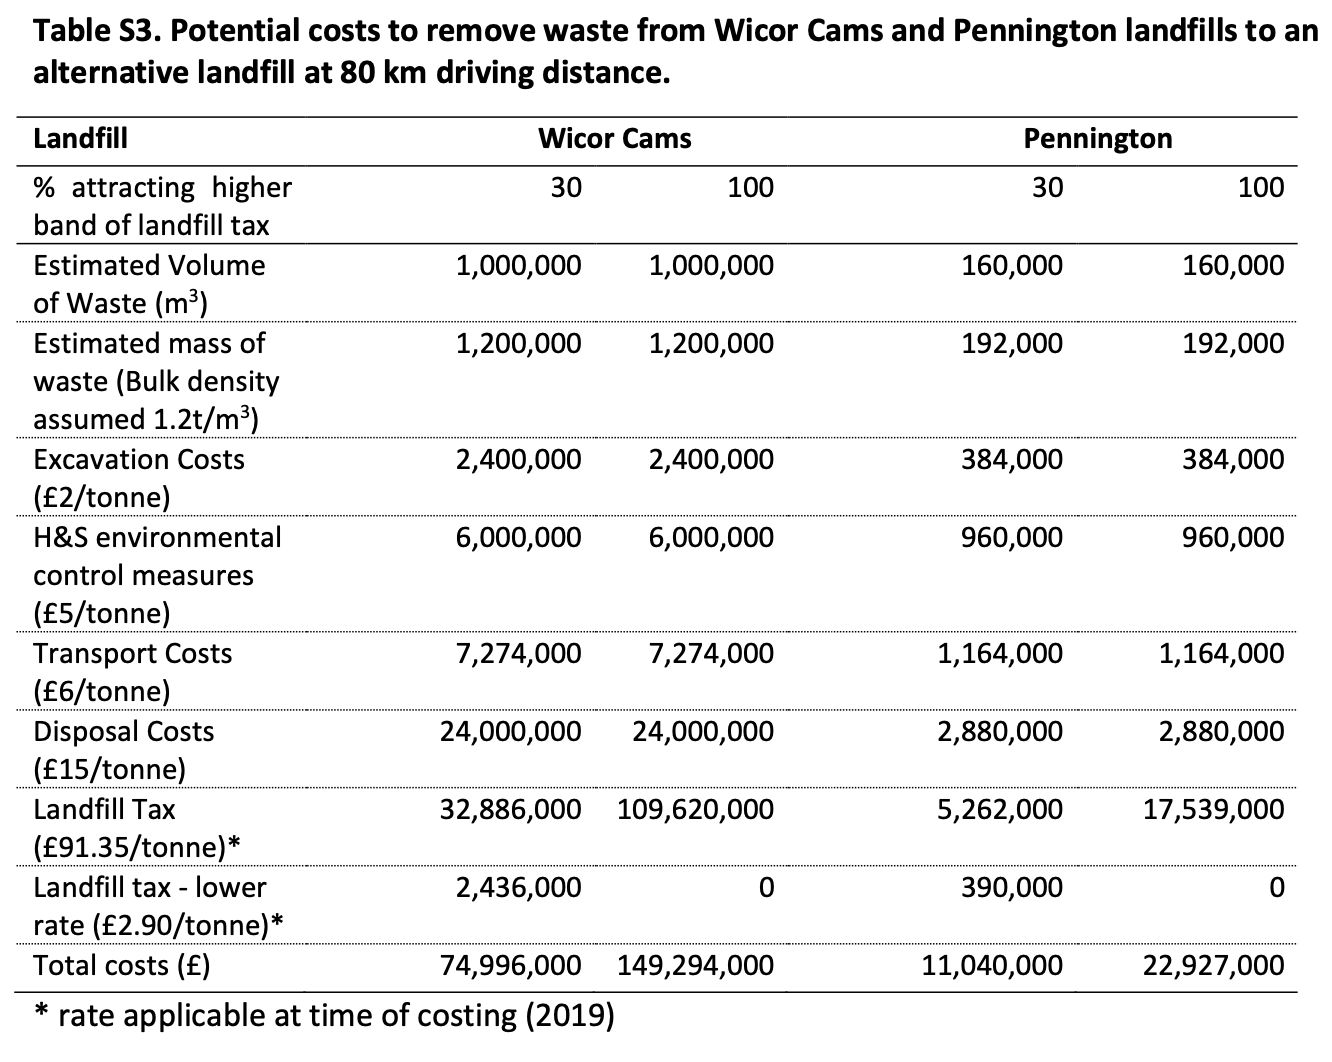 Table S3. Potential costs to remove waste from Wicor Cams and Pennington landfills to an
alternative landfill at 80 km driving distance.
Landfill Wicor Cams Pennington
% attracting higher 30 100 30 100
band of landfill tax
Estimated Volume 1,000,000 1,000,000 160,000 160,000
of Waste (m³)
Estimated mass of 1,200,000 1,200,000 192,000 192,000
waste (Bulk density
assumed 1.2t/m³)
Excavation Costs 2,400,000 2,400,000 384,000 384,000
(£2/tonne)
H&S environmental 6,000,000 6,000,000 960,000 960,000
control measures
(£5/tonne)
Transport Costs 7,274,000 7,274,000 1,164,000 1,164,000
(£6/tonne)
Disposal Costs 24,000,000 24,000,000 2,880,000 2,880,000
(£15/tonne)
Landfill Tax 32,886,000 109,620,000 5,262,000 17,539,000
(£91.35/tonne)*
Landfill tax - lower 2,436,000 0 390,000 0
rate (£2.90/tonne)*
Total costs (£) 74,996,000 149,294,000 11,040,000 22,927,000
* rate applicable at time of costing (2019)